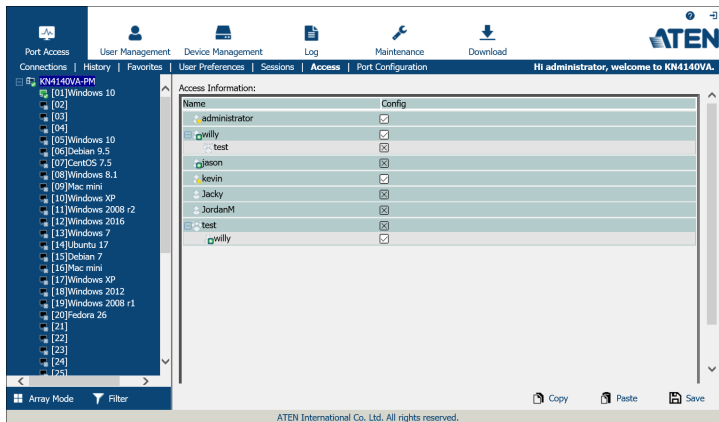 ATEN
Port Access
User Management
Device Management
Log
Maintenance
Download
Connections | History | Favorites | User Preferences | Sessions | Access | Port Configuration
Hi administrator, welcome to KN4140VA.
KN4140VA-PM
[01]Windows 10
[02]
[03]
[04]
[05]Windows 10
[06]Debian 9.5
[07]CentOS 7.5
[08]Windows 8.1
[09]Mac mini
[10]Windows XP
[11]Windows 2008 r2
[12]Windows 2016
[13]Windows 7
[14]Ubuntu 17
[15]Debian 7
[16]Mac mini
[17]Windows XP
[18]Windows 2012
[19]Windows 2008 r1
[20]Fedora 26
[21]
[22]
[23]
[24]
[25]
Array Mode
Filter
Access Information:
Name Config
administrator
willy
test
jason
kevin
Jacky
JordanM
test
willy
Copy
Paste
Save
ATEN International Co. Ltd. All rights reserved.